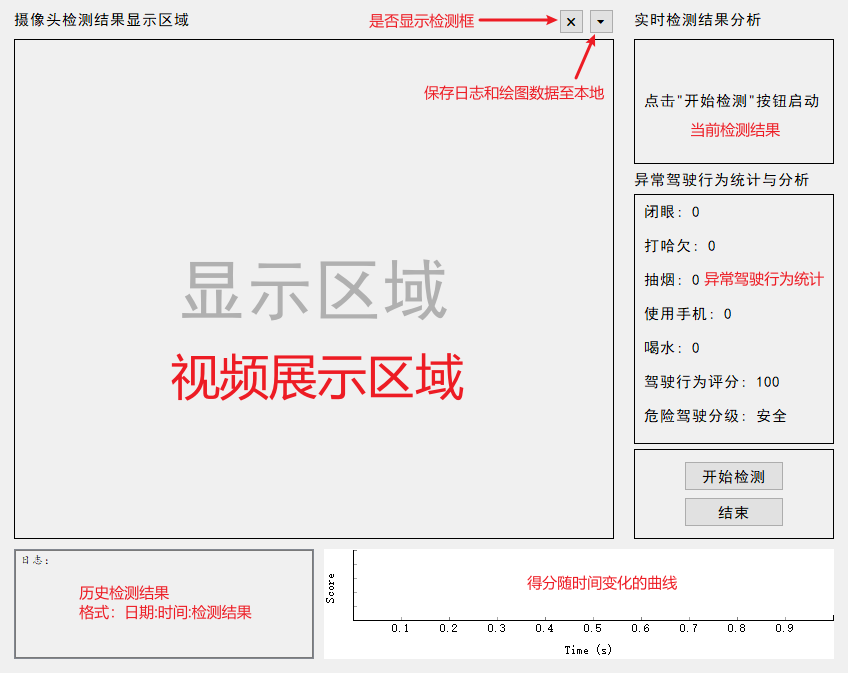 摄像头检测结果显示区域
是否显示检测框
×
实时检测结果分析
保存日志和绘图数据至本地
点击"开始检测"按钮启动
当前检测结果
异常驾驶行为统计与分析
闭眼: 0
打哈欠: 0
抽烟: 0 异常驾驶行为统计
使用手机: 0
喝水: 0
驾驶行为评分: 100
危险驾驶分级: 安全
显示区域
视频展示区域
开始检测
结束
日志:
历史检测结果
格式：日期:时间:检测结果
Score
得分随时间变化的曲线
0.1 0.2 0.3 0.4 0.5 0.6 0.7 0.8 0.9
Time (s)